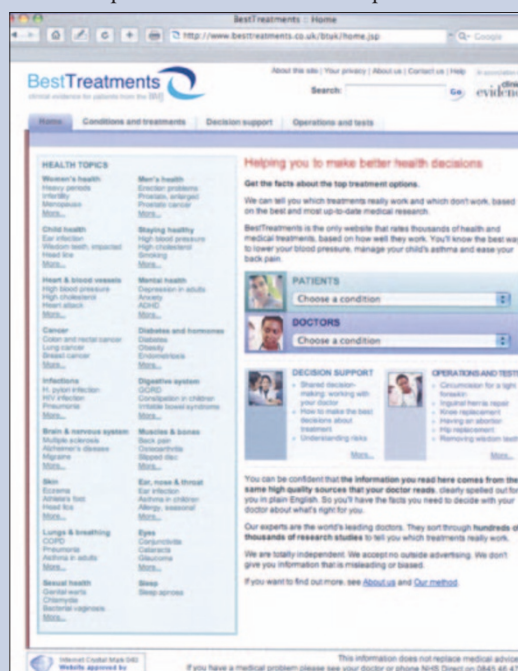 BestTreatments :: Home
http://www.besttreatments.co.uk/btuk/home.jsp
Google
About this site | Your privacy | About us | Contact us | Help
BestTreatments
clinical evidence for patients from the BMJ
Search:
Go
evidence
Home
Conditions and treatments
Decision support
Operations and tests
HEALTH TOPICS
Women's health
Heavy periods
Infertility
Menopause
More...
Men's health
Erection problems
Prostate, enlarged
Prostate cancer
More...
Child health
Ear infection
Wisdom teeth, impacted
Head lice
More...
Staying healthy
High blood pressure
High cholesterol
Smoking
More...
Heart & blood vessels
High blood pressure
High cholesterol
Heart attack
More...
Mental health
Depression in adults
Anxiety
ADHD
More...
Cancer
Colon and rectal cancer
Lung cancer
Breast cancer
More...
Diabetes and hormones
Diabetes
Obesity
Endometriosis
More...
Infections
H. pylori infection
HIV infection
Pneumonia
More...
Digestive system
GORD
Constipation in children
Irritable bowel syndrome
More...
Brain & nervous system
Multiple sclerosis
Alzheimer's disease
Migraine
More...
Muscles & bones
Back pain
Osteoarthritis
Slipped disc
More...
Skin
Eczema
Athlete's foot
Head lice
More...
Ear, nose & throat
Ear infection
Asthma in children
Allergy, seasonal
More...
Lungs & breathing
COPD
Pneumonia
Asthma in adults
More...
Eyes
Conjunctivitis
Cataracts
Glaucoma
More...
Sexual health
Genital warts
Chlamydia
Bacterial vaginosis
More...
Sleep
Sleep apnoea
Helping you to make better health decisions
Get the facts about the top treatment options.
We can tell you which treatments really work and which don't work, based
on the best and most up-to-date medical research.
BestTreatments is the only website that rates thousands of health and
medical treatments, based on how well they work. You'll know the best way
to lower your blood pressure, manage your child's asthma and ease your
back pain.
PATIENTS
Choose a condition
DOCTORS
Choose a condition
DECISION SUPPORT
Shared decision-
making: working with
your doctor
How to make the best
decisions about
treatment
Understanding risks
More...
OPERATIONS AND TESTS
Circumcision for a tight
foreskin
Inguinal hernia repair
Knee replacement
Having an abortion
Hip replacement
Removing wisdom teeth
More...
You can be confident that the information you read here comes from the
same high quality sources that your doctor reads, clearly spelled out for
you in plain English. So you'll have the facts you need to decide with your
doctor about what's right for you.
Our experts are the world's leading doctors. They sort through hundreds of
thousands of research studies to tell you which treatments really work.
We are totally independent. We accept no outside advertising. We don't
give you information that is misleading or biased.
If you want to find out more, see About us and Our method.
Website approved by
This information does not replace medical advice.
If you have a medical problem please see your doctor or phone NHS Direct on 0845 46 47